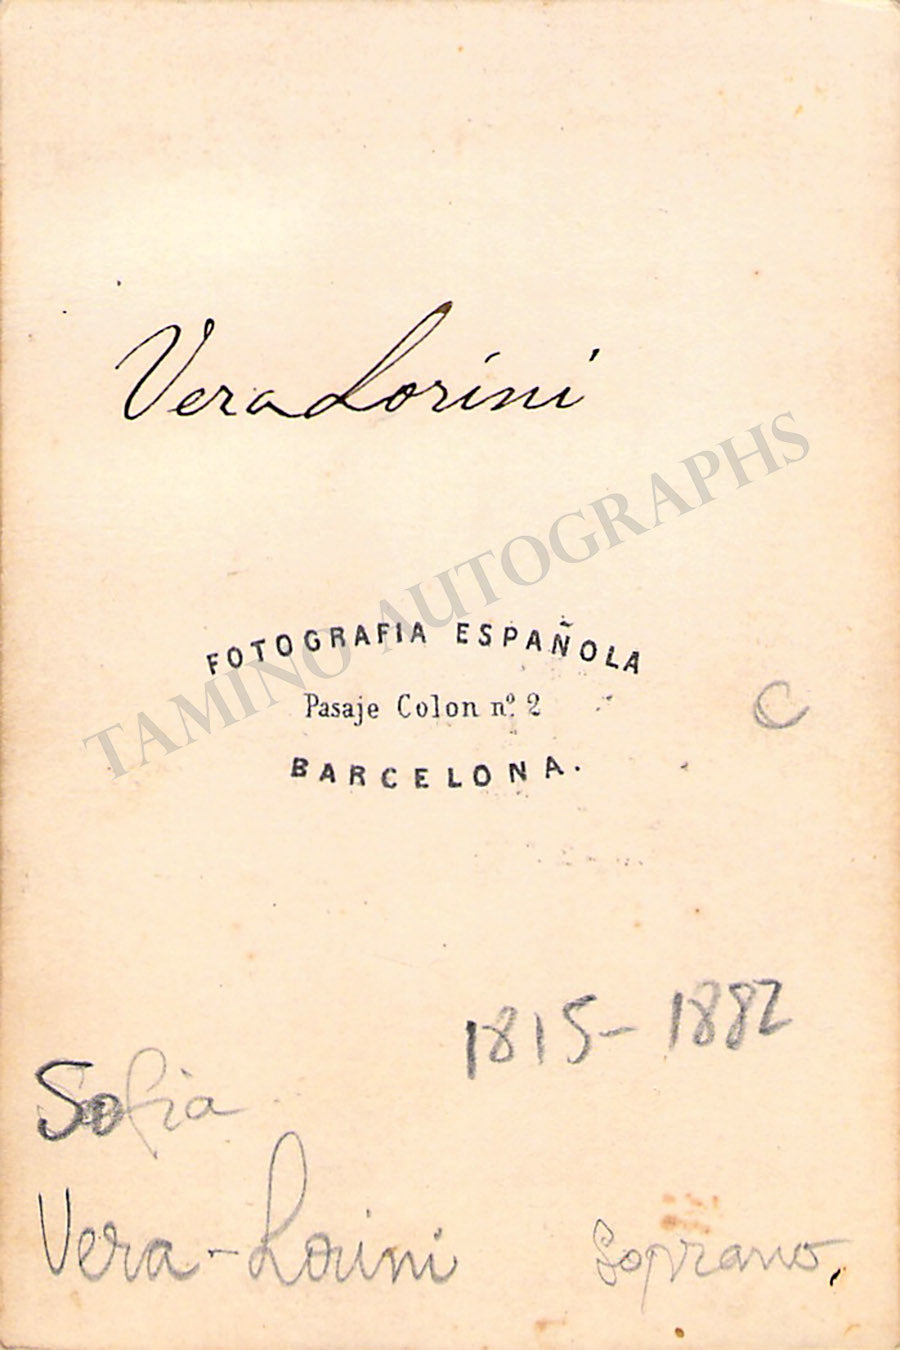 Vera Lorini
TAMINO AUTOGRAPHS
FOTOGRAFIA ESPAÑOLA
Pasaje Colon nº. 2
BARCELONA.
C
1815-1882
Sofia
Vera-Lorini
Soprano,